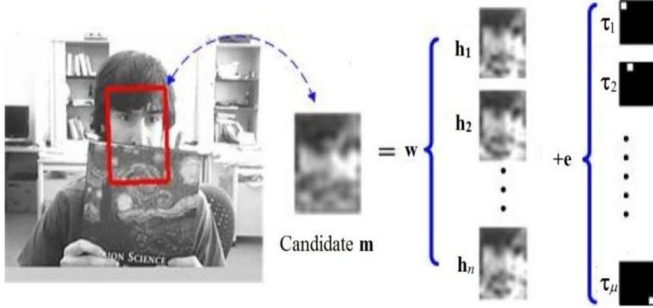 h₁
h₂
hₙ
= w
+e
τ₁
τ₂
τμ
Candidate m
ION SCIENCE